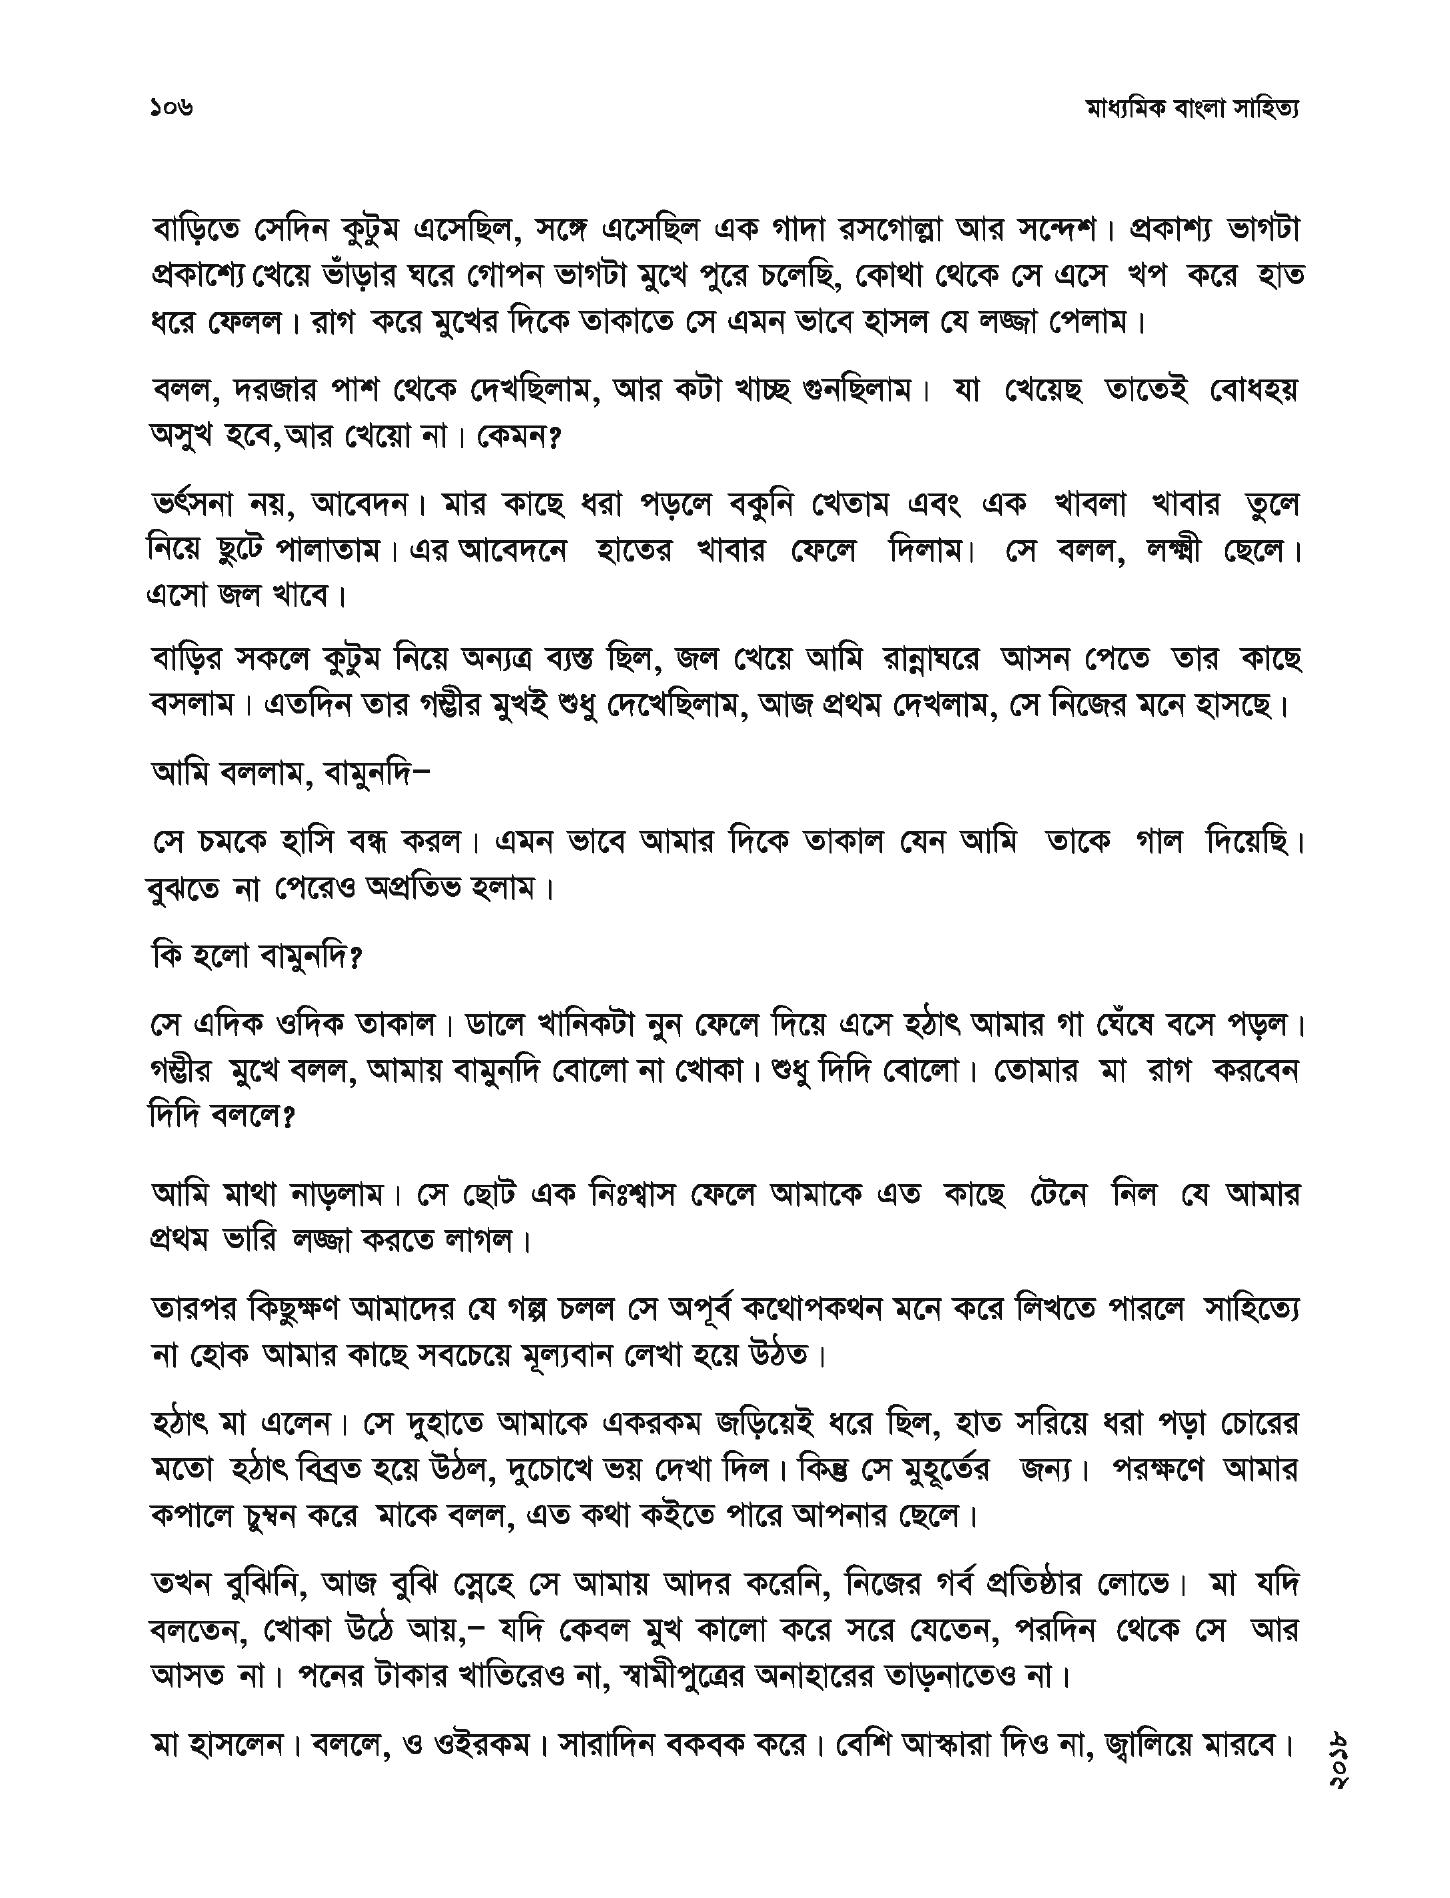 ১০৬
মাধ্যমিক বাংলা সাহিত্য
বাড়িতে সেদিন কুটুম এসেছিল, সঙ্গে এসেছিল এক গাদা রসগোল্লা আর সন্দেশ। প্রকাশ্য ভাগটা
প্রকাশ্যে খেয়ে ভাঁড়ার ঘরে গোপন ভাগটা মুখে পুরে চলেছি, কোথা থেকে সে এসে খপ করে হাত
ধরে ফেলল। রাগ করে মুখের দিকে তাকাতে সে এমন ভাবে হাসল যে লজ্জা পেলাম।
বলল, দরজার পাশ থেকে দেখছিলাম, আর কটা খাচ্ছ গুনছিলাম। যা খেয়েছ তাতেই বোধহয়
অসুখ হবে, আর খেয়ো না। কেমন?
ভর্ৎসনা নয়, আবেদন। মার কাছে ধরা পড়লে বকুনি খেতাম এবং এক খাবলা খাবার তুলে
নিয়ে ছুটে পালাতাম। এর আবেদনে হাতের খাবার ফেলে দিলাম। সে বলল, লক্ষ্মী ছেলে।
এসো জল খাবে।
বাড়ির সকলে কুটুম নিয়ে অন্যত্র ব্যস্ত ছিল, জল খেয়ে আমি রান্নাঘরে আসন পেতে তার কাছে
বসলাম। এতদিন তার গম্ভীর মুখই শুধু দেখেছিলাম, আজ প্রথম দেখলাম, সে নিজের মনে হাসছে।
আমি বললাম, বামুনদি–
সে চমকে হাসি বন্ধ করল। এমন ভাবে আমার দিকে তাকাল যেন আমি তাকে গাল দিয়েছি।
বুঝতে না পেরেও অপ্রতিভ হলাম।
কি হলো বামুনদি?
সে এদিক ওদিক তাকাল। ডালে খানিকটা নুন ফেলে দিয়ে এসে হঠাৎ আমার গা ঘেঁষে বসে পড়ল।
গম্ভীর মুখে বলল, আমায় বামুনদি বোলো না খোকা। শুধু দিদি বোলো। তোমার মা রাগ করবেন
দিদি বললে?
আমি মাথা নাড়লাম। সে ছোট এক নিঃশ্বাস ফেলে আমাকে এত কাছে টেনে নিল যে আমার
প্রথম ভারি লজ্জা করতে লাগল।
তারপর কিছুক্ষণ আমাদের যে গল্প চলল সে অপূর্ব কথোপকথন মনে করে লিখতে পারলে সাহিত্যে
না হোক আমার কাছে সবচেয়ে মূল্যবান লেখা হয়ে উঠত।
হঠাৎ মা এলেন। সে দুহাতে আমাকে একরকম জড়িয়েই ধরে ছিল, হাত সরিয়ে ধরা পড়া চোরের
মতো হঠাৎ বিব্রত হয়ে উঠল, দুচোখে ভয় দেখা দিল। কিন্তু সে মুহূর্তের জন্য। পরক্ষণে আমার
কপালে চুম্বন করে মাকে বলল, এত কথা কইতে পারে আপনার ছেলে।
তখন বুঝিনি, আজ বুঝি স্নেহে সে আমায় আদর করেনি, নিজের গর্ব প্রতিষ্ঠার লোভে। মা যদি
বলতেন, খোকা উঠে আয়,– যদি কেবল মুখ কালো করে সরে যেতেন, পরদিন থেকে সে আর
আসত না। পনের টাকার খাতিরেও না, স্বামীপুত্রের অনাহারের তাড়নাতেও না।
মা হাসলেন। বললে, ও ওইরকম। সারাদিন বকবক করে। বেশি আস্কারা দিও না, জ্বালিয়ে মারবে।
২০১৮